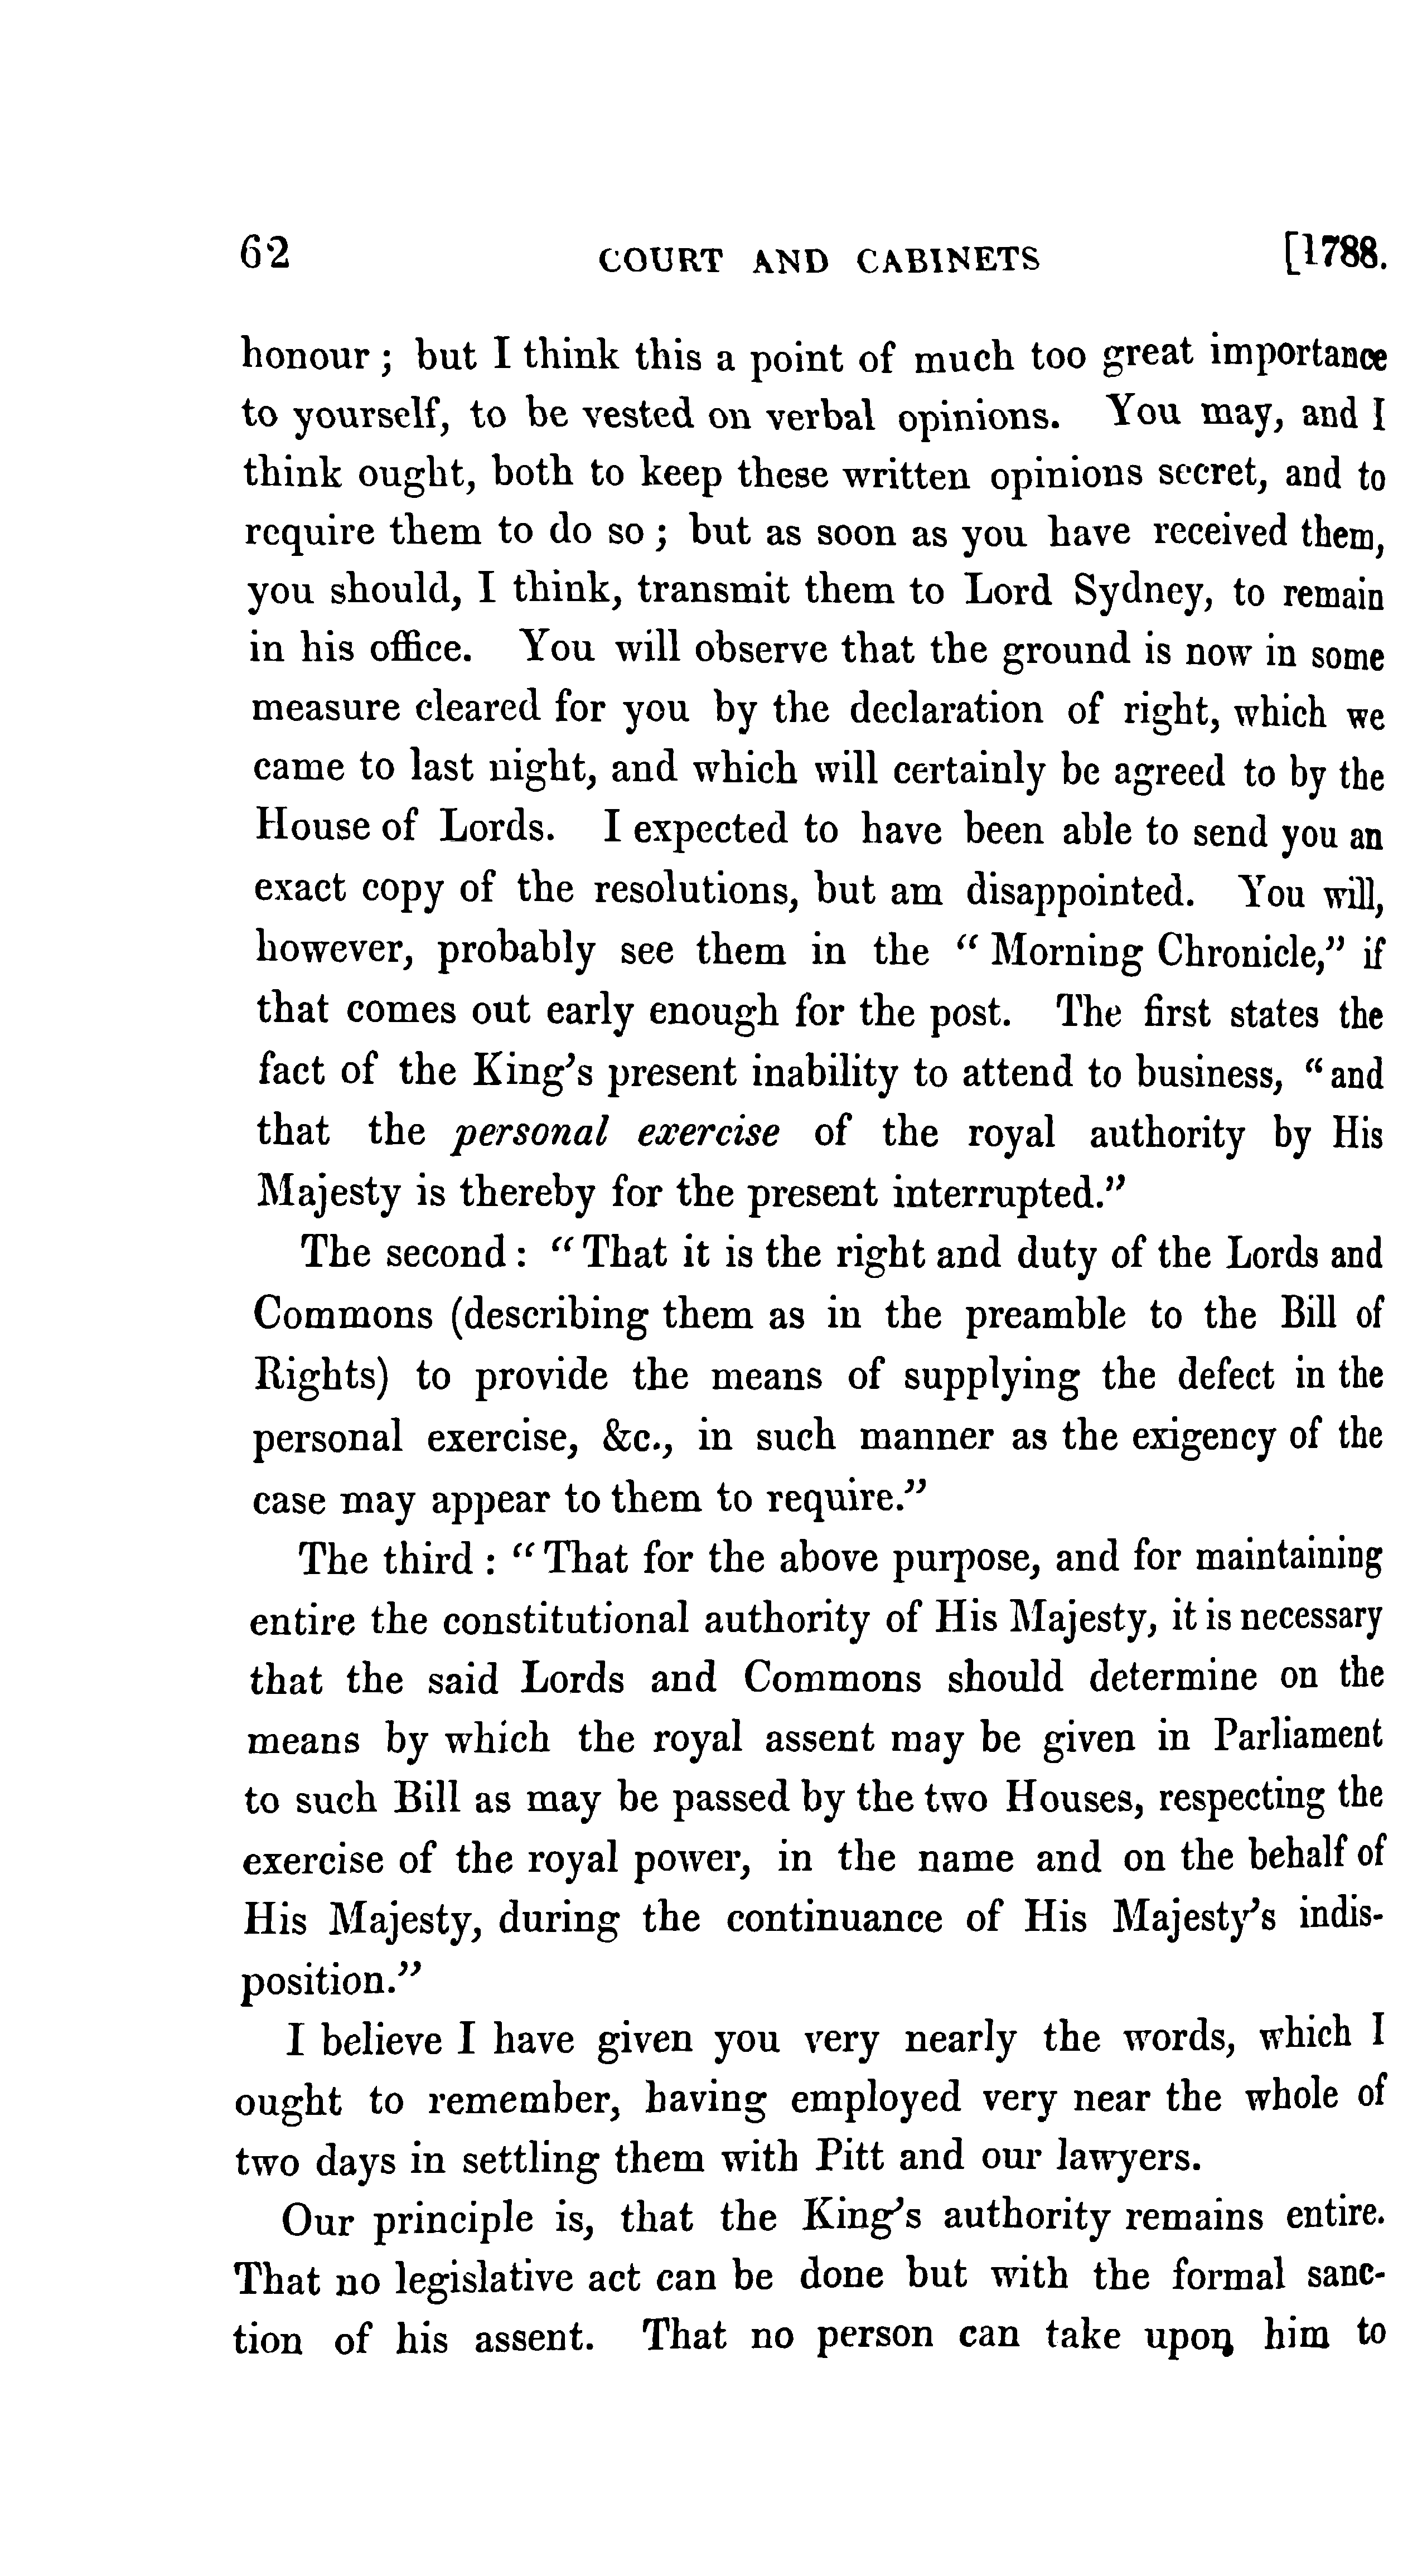 62 COURT AND CABINETS [1788.
honour ; but I think this a point of much too great importance
to yourself, to be vested on verbal opinions. You may, and I
think ought, both to keep these written opinions secret, and to
require them to do so ; but as soon as you have received them,
you should, I think, transmit them to Lord Sydney, to remain
in his office. You will observe that the ground is now in some
measure cleared for you by the declaration of right, which we
came to last night, and which will certainly be agreed to by the
House of Lords. I expected to have been able to send you an
exact copy of the resolutions, but am disappointed. You will,
however, probably see them in the “ Morning Chronicle,” if
that comes out early enough for the post. The first states the
fact of the King’s present inability to attend to business, “ and
that the personal exercise of the royal authority by His
Majesty is thereby for the present interrupted.”
The second : “ That it is the right and duty of the Lords and
Commons (describing them as in the preamble to the Bill of
Rights) to provide the means of supplying the defect in the
personal exercise, &c., in such manner as the exigency of the
case may appear to them to require.”
The third : “ That for the above purpose, and for maintaining
entire the constitutional authority of His Majesty, it is necessary
that the said Lords and Commons should determine on the
means by which the royal assent may be given in Parliament
to such Bill as may be passed by the two Houses, respecting the
exercise of the royal power, in the name and on the behalf of
His Majesty, during the continuance of His Majesty’s indis-
position.”
I believe I have given you very nearly the words, which I
ought to remember, having employed very near the whole of
two days in settling them with Pitt and our lawyers.
Our principle is, that the King’s authority remains entire.
That no legislative act can be done but with the formal sanc-
tion of his assent. That no person can take upon him to